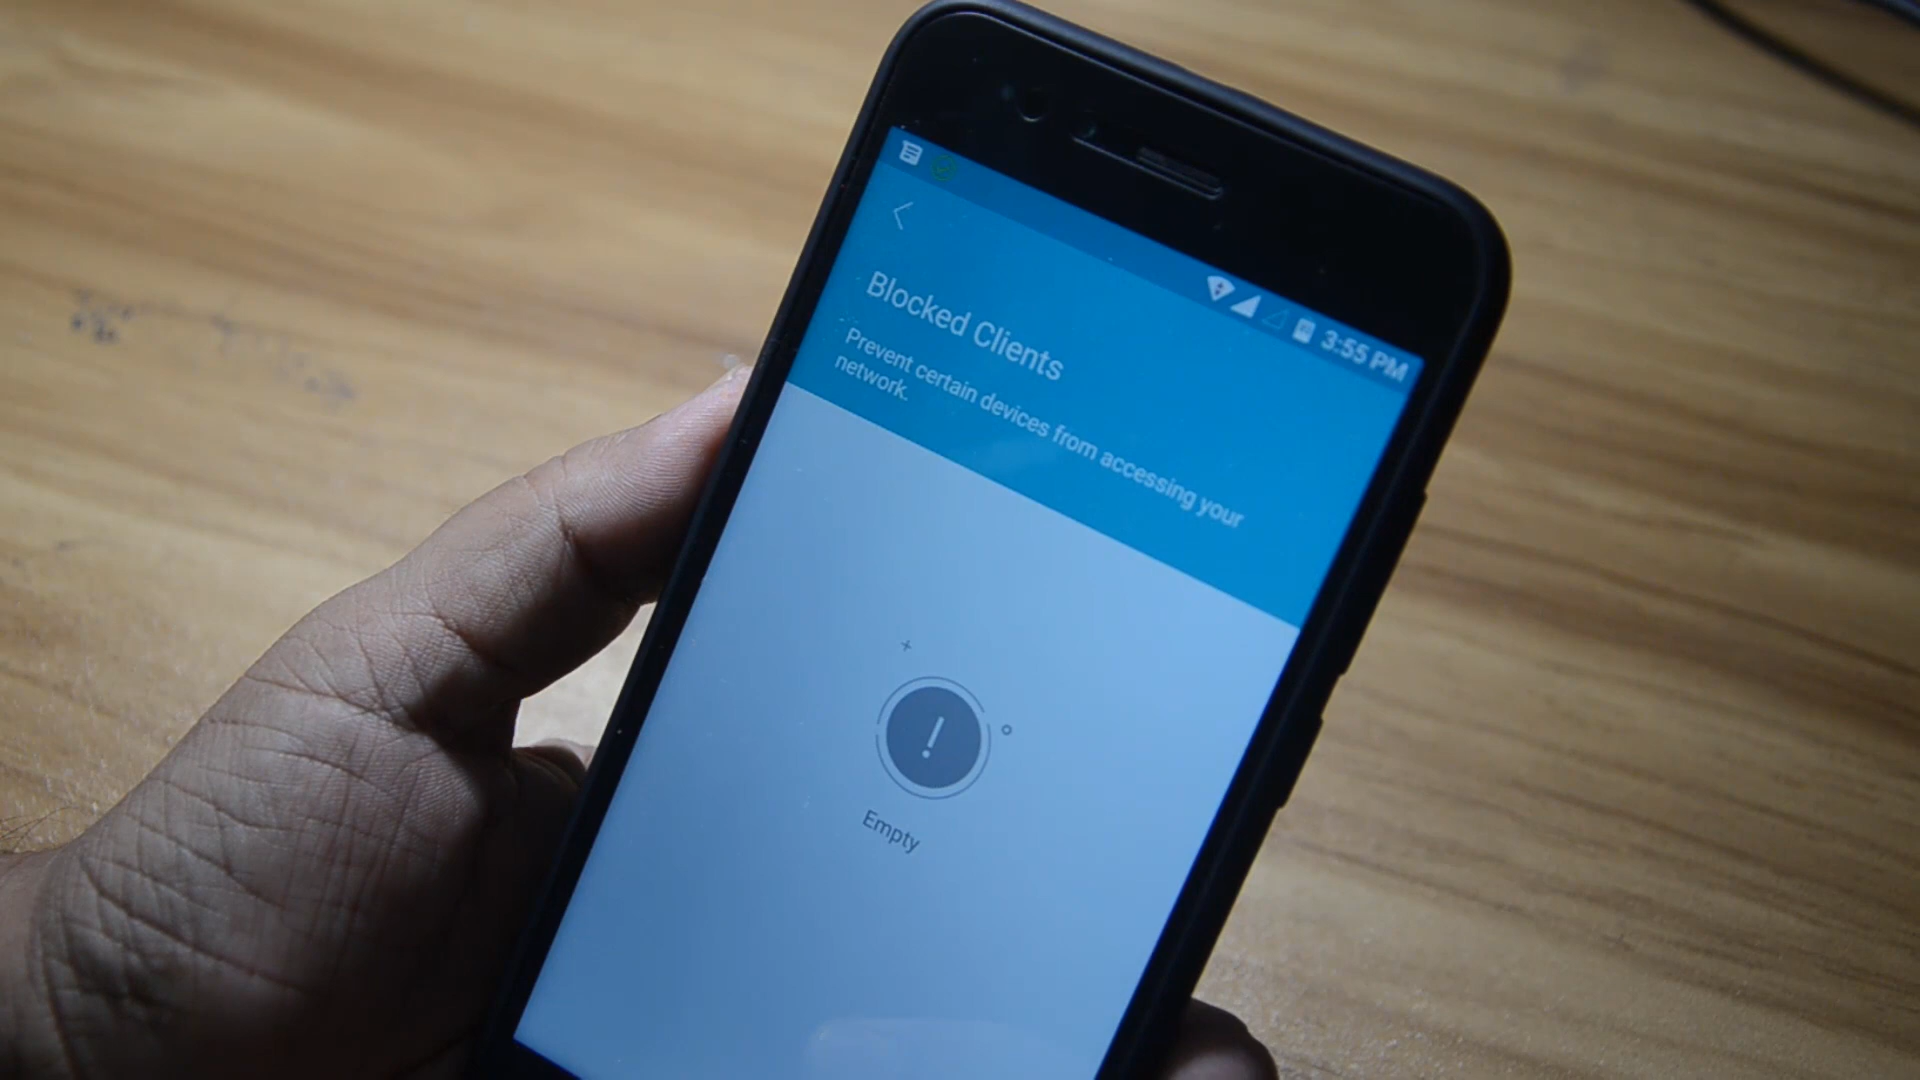 3:55 PM
Blocked Clients
Prevent certain devices from accessing your
network.
!
Empty